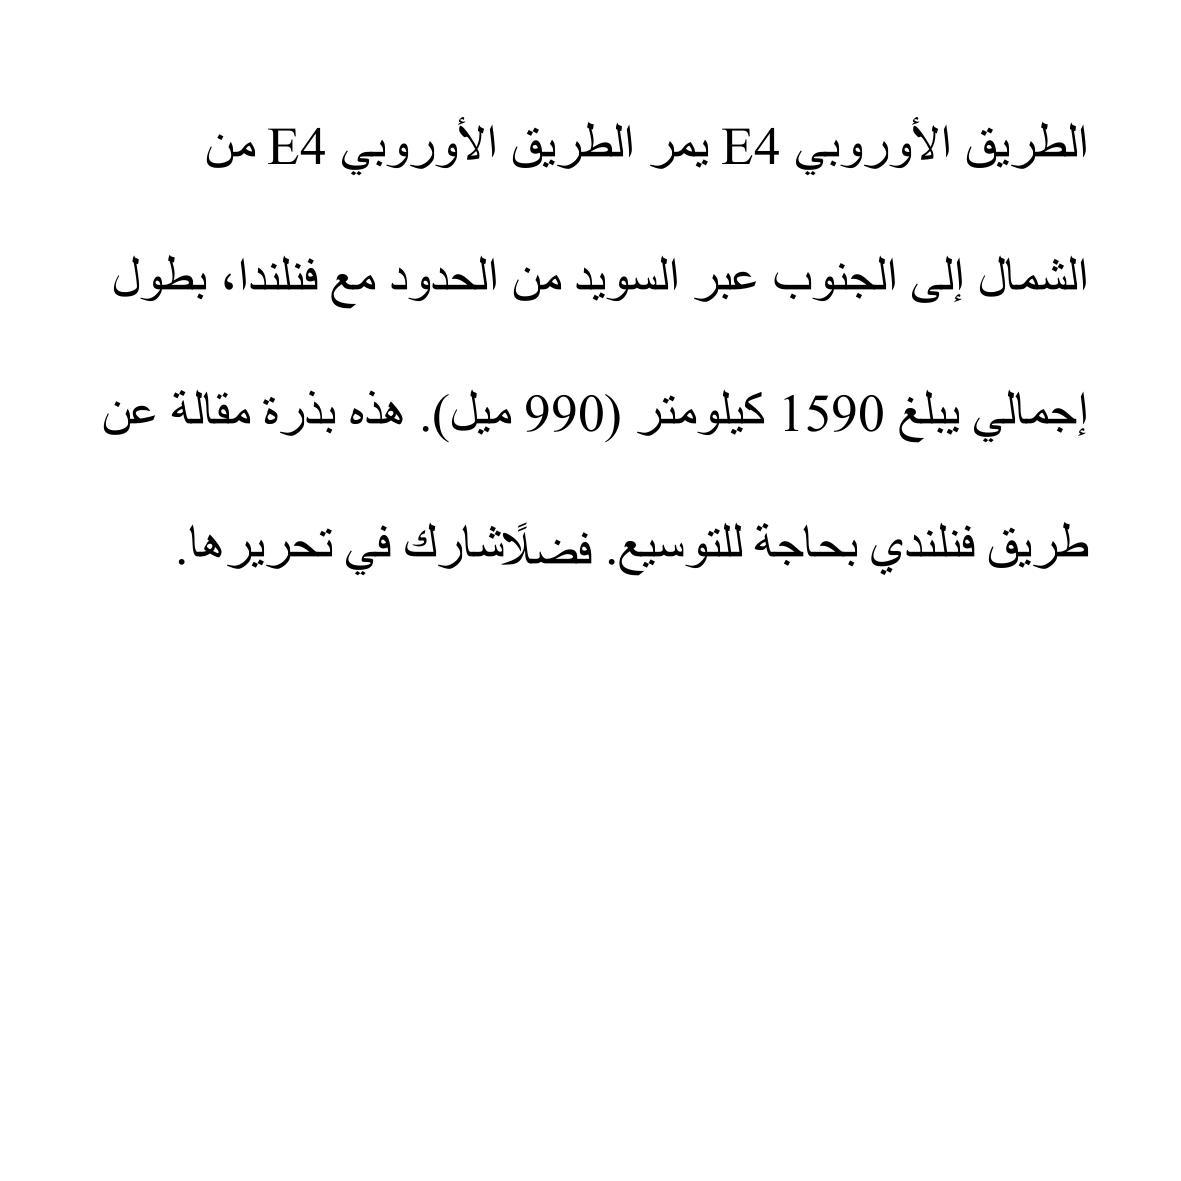 الطريق الأوروبي E4 يمر الطريق الأوروبي E4 من
الشمال إلى الجنوب عبر السويد من الحدود مع فنلندا، بطول
إجمالي يبلغ 1590 كيلومتر (990 ميل). هذه بذرة مقالة عن
طريق فنلندي بحاجة للتوسيع. فضلًاشارك في تحريرها.